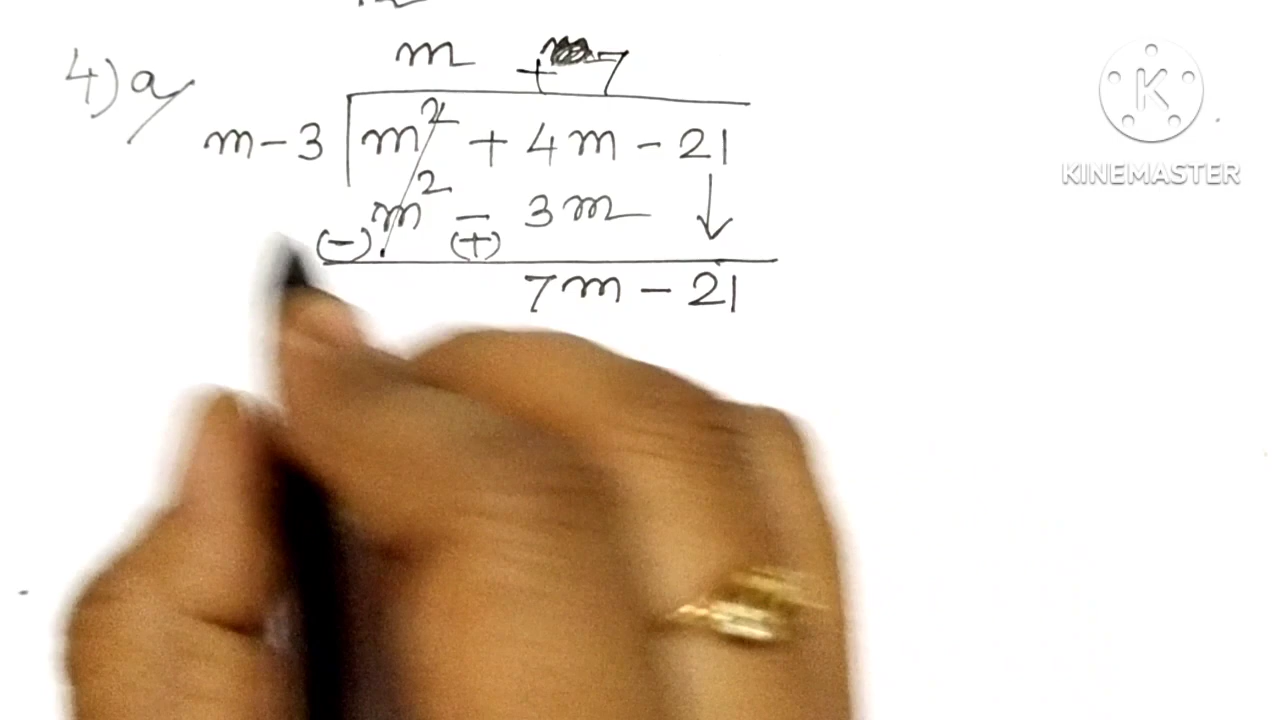 4) a)
m + 7
m - 3 m² + 4m - 21
(-) m² - (+) 3m
7m - 21
K
KINEMASTER